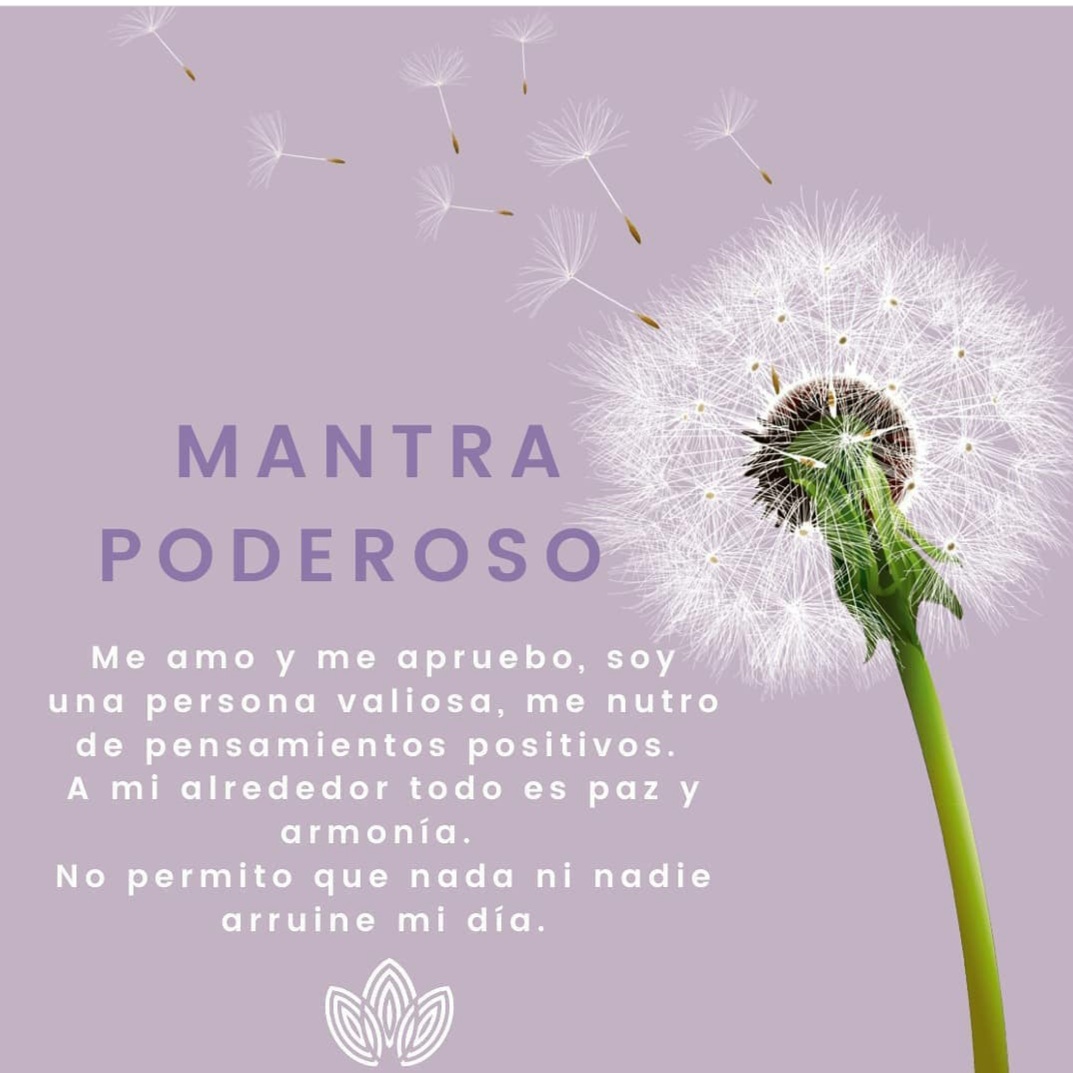 MANTRA
PODEROSO
Me amo y me apruebo, soy
una persona valiosa, me nutro
de pensamientos positivos.
A mi alrededor todo es paz y
armonía.
No permito que nada ni nadie
arruine mi día.